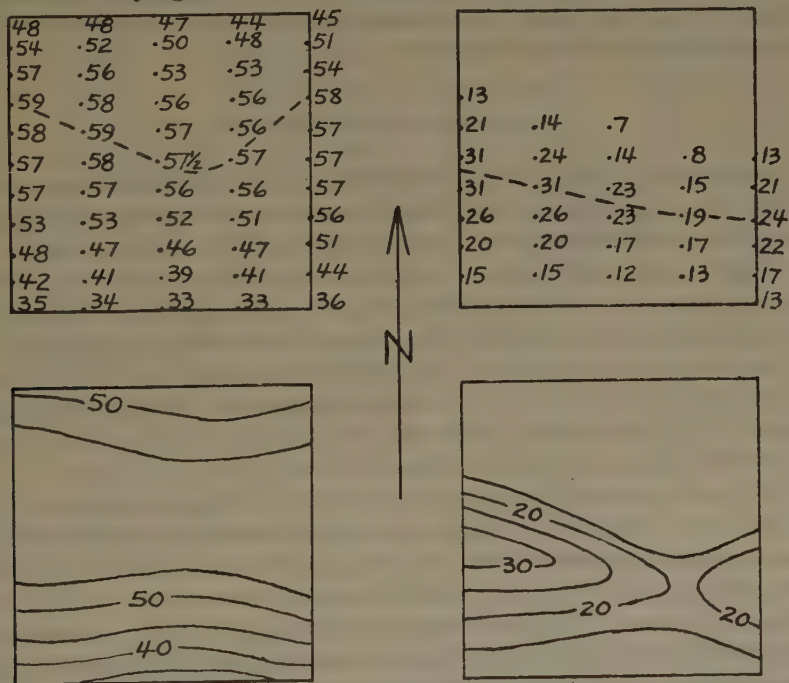 48 48 47 44 45
54 .52 .50 .48 51
57 .56 .53 .53 54
59 .58 .56 .56 .58
58 .59 .57 .56 57
57 .58 .57½ .57 .57
57 .57 .56 .56 .57
53 .53 .52 .51 56
48 .47 .46 .47 51
42 .41 .39 .41 44
35 .34 .33 .33 36
13
21 .14 .7
31 .24 .14 .8 13
31 .31 .23 .15 21
26 .26 .23 .19 24
20 .20 .17 .17 22
15 .15 .12 .13 17
13
N
50
50
40
20
30
20
20